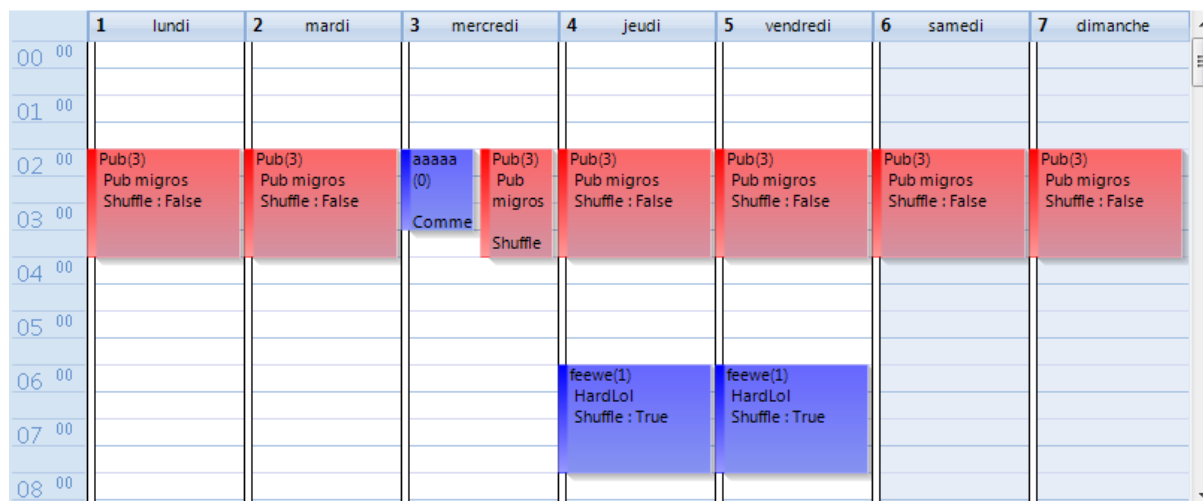 1 lundi 2 mardi 3 mercredi 4 jeudi 5 vendredi 6 samedi 7 dimanche
00 00
01 00
02 00
03 00
04 00
05 00
06 00
07 00
08 00
Pub(3)
Pub migros
Shuffle : False
Pub(3)
Pub migros
Shuffle : False
aaaaa
(0)
Comme
Pub(3)
Pub
migros
Shuffle
Pub(3)
Pub migros
Shuffle : False
Pub(3)
Pub migros
Shuffle : False
Pub(3)
Pub migros
Shuffle : False
Pub(3)
Pub migros
Shuffle : False
feewe(1)
HardLol
Shuffle : True
feewe(1)
HardLol
Shuffle : True